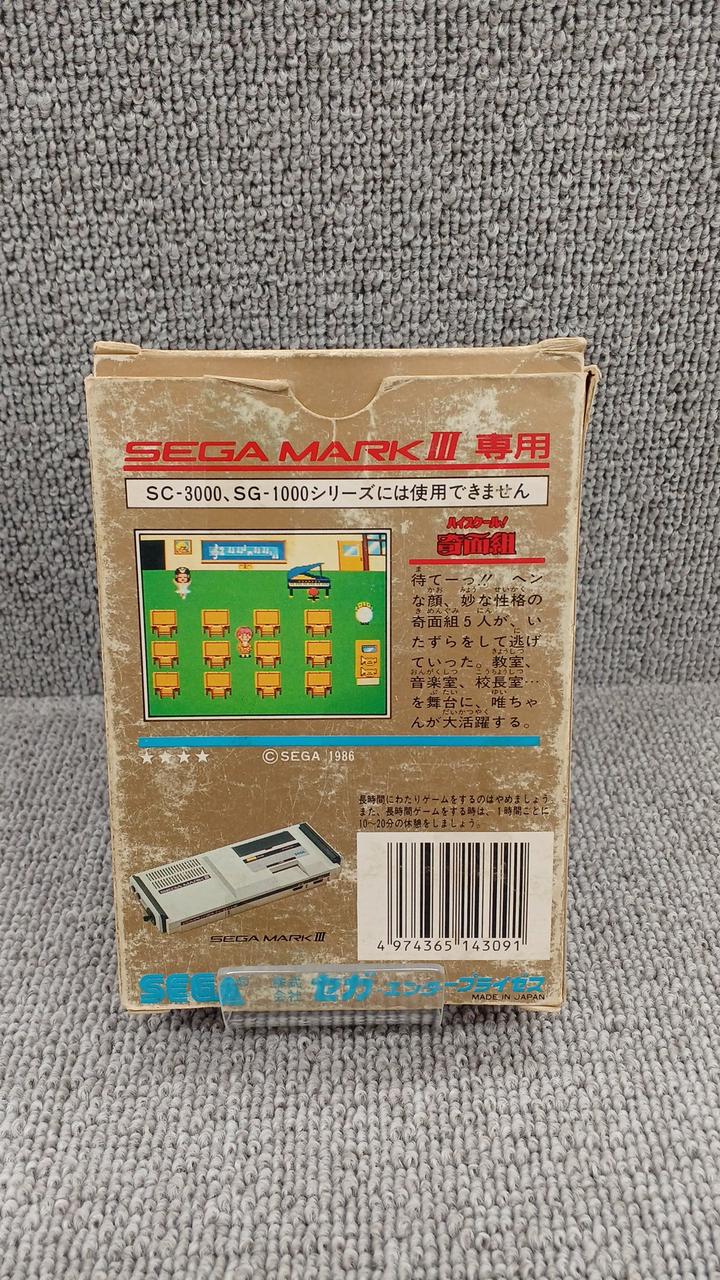 SEGA MARK III 専用
SC-3000、SG-1000シリーズには使用できません
ハイスクール!
奇面組
待てーっ!! ヘン
な顔、妙な性格の
奇面組5人が、い
たずらをして逃げ
ていった。教室、
音楽室、校長室…
を舞台に、唯ちゃ
んが大活躍する。
★★★★ ©SEGA 1986
長時間にわたりゲームをするのはやめましょう
また、長時間ゲームをする時は、1時間ごとに
10〜20分の休憩をしましょう。
SEGA MARK III
SEGA MARK III
4 974365 143091
SEGA® 株式会社 セガ・エンタープライゼス
MADE IN JAPAN